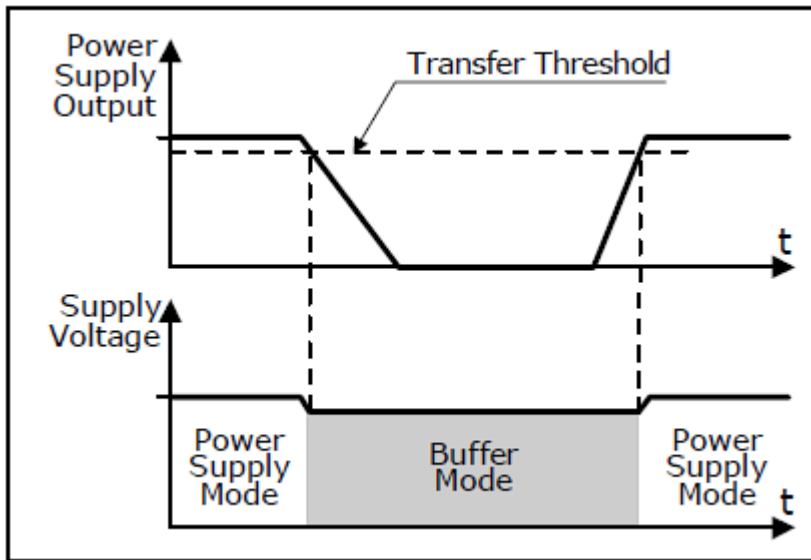 Power
Supply
Output
Transfer Threshold
t
Supply
Voltage
Power
Supply
Mode
Buffer
Mode
Power
Supply
Mode
t